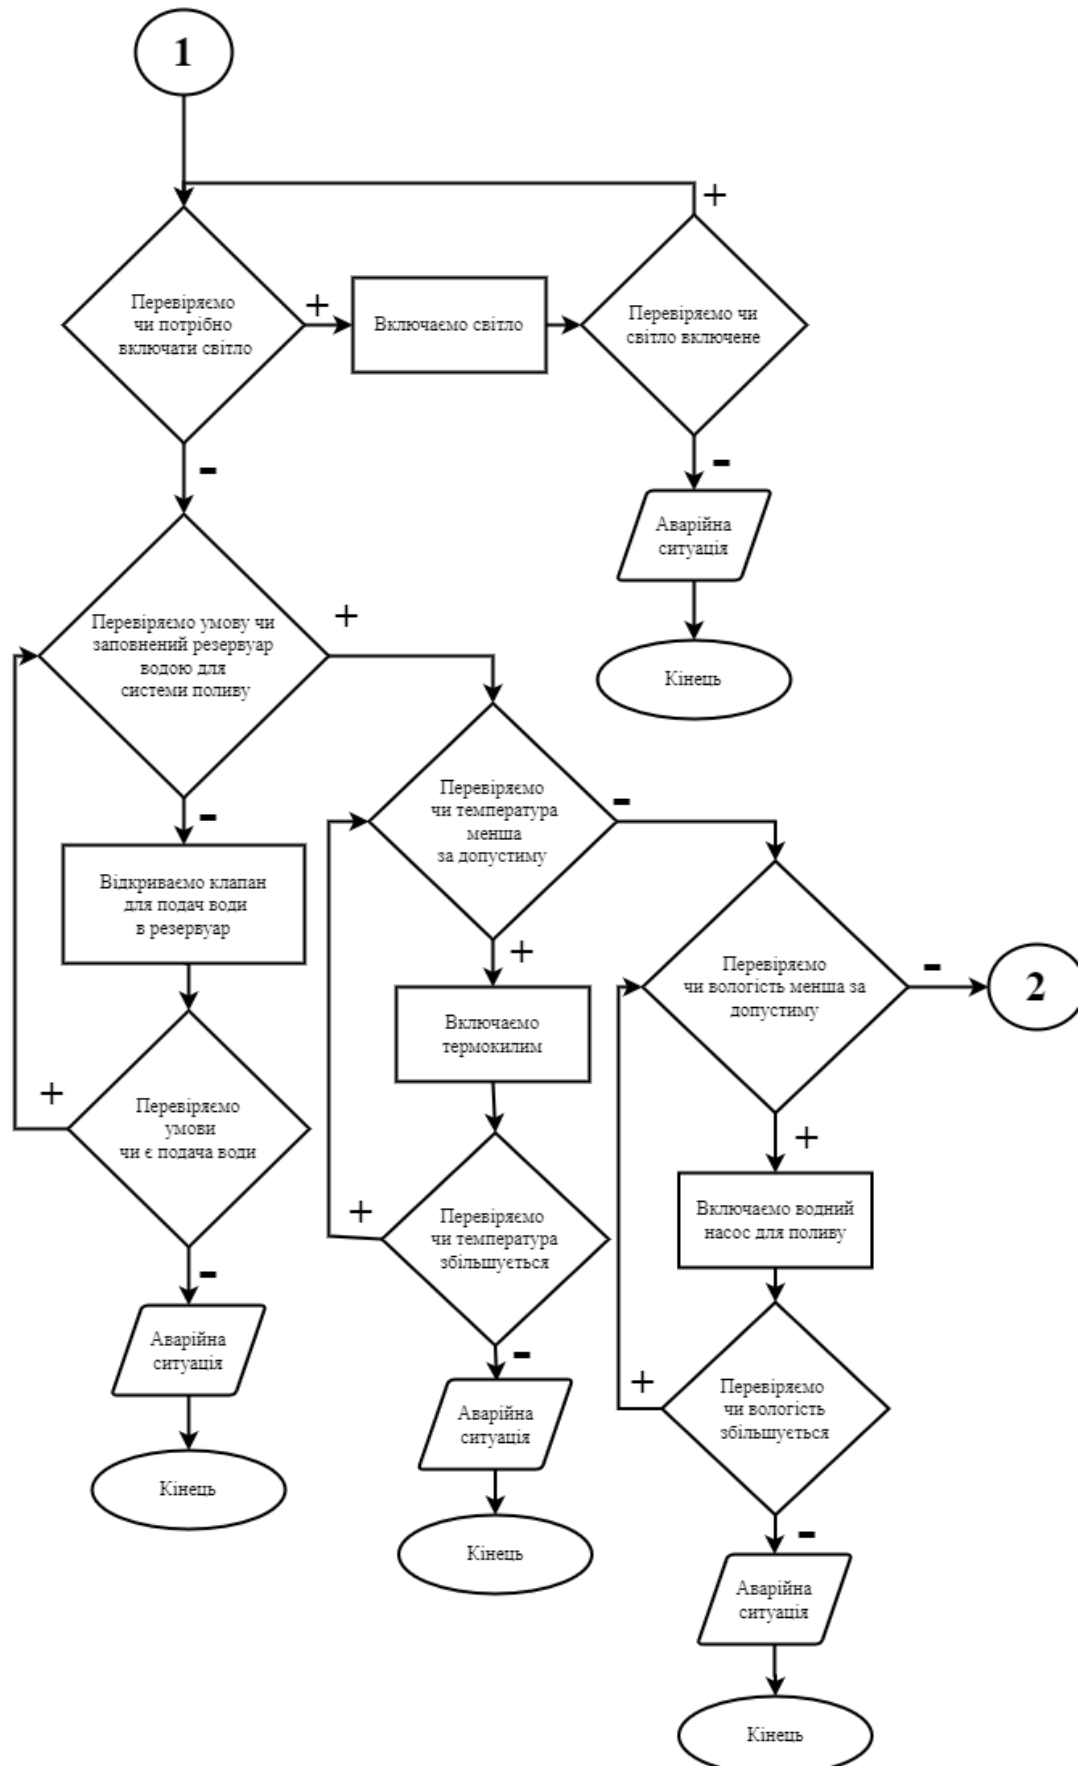 1
+
Перевіряємо
чи потрібно
включати світло
+
Включаємо світло
Перевіряємо чи
світло включене
-
-
Аварійна
ситуація
Кінець
Перевіряємо умову чи
заповнений резервуар
водою для
системи поливу
+
-
Відкриваємо клапан
для подач води
в резервуар
+
Перевіряємо
умови
чи є подача води
-
Аварійна
ситуація
Кінець
Перевіряємо
чи температура
менша
за допустиму
-
+
Включаємо
термокилим
+
Перевіряємо
чи температура
збільшується
-
Аварійна
ситуація
Кінець
Перевіряємо
чи вологість менша за
допустиму
-
2
+
Включаємо водний
насос для поливу
+
Перевіряємо
чи вологість
збільшується
-
Аварійна
ситуація
Кінець